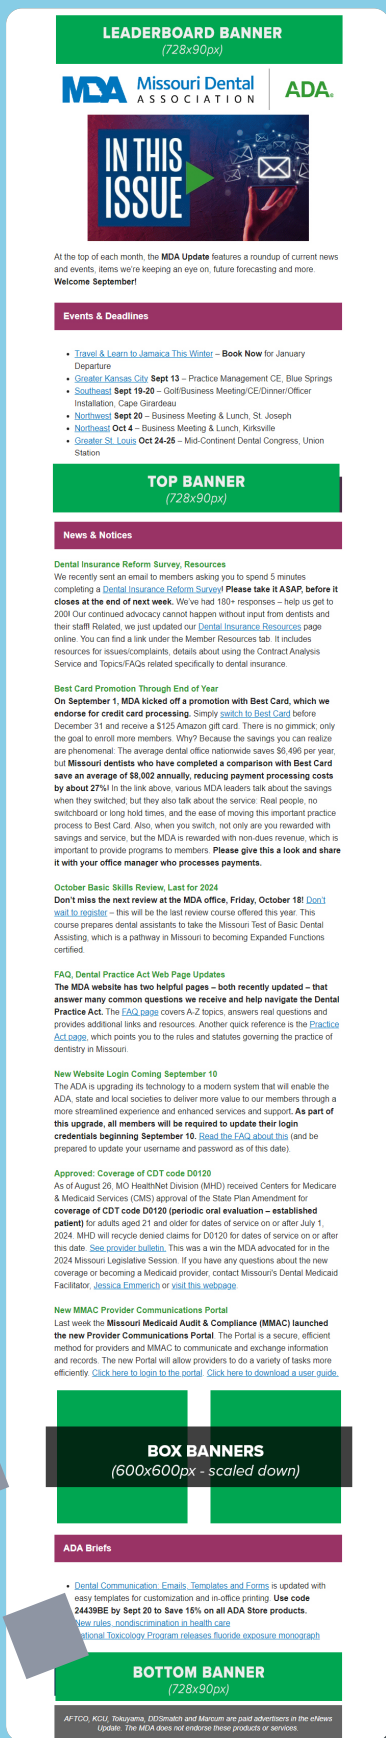 LEADERBOARD BANNER
(728x90px)
MDA Missouri Dental ASSOCIATION ADA.
IN THIS
ISSUE
At the top of each month, the MDA Update features a roundup of current news
and events, items we're keeping an eye on, future forecasting and more.
Welcome September!
Events & Deadlines
Travel & Learn to Jamaica This Winter – Book Now for January
Departure
Greater Kansas City Sept 13 – Practice Management CE, Blue Springs
Southeast Sept 19-20 – Golf/Business Meeting/CE/Dinner/Officer
Installation, Cape Girardeau
Northwest Sept 20 – Business Meeting & Lunch, St. Joseph
Northeast Oct 4 – Business Meeting & Lunch, Kirksville
Greater St. Louis Oct 24-25 – Mid-Continent Dental Congress, Union
Station
TOP BANNER
(728x90px)
News & Notices
Dental Insurance Reform Survey, Resources
We recently sent an email to members asking you to spend 5 minutes
completing a Dental Insurance Reform Survey! Please take it ASAP, before it
closes at the end of next week. We've had 180+ responses – help us get to
200! Our continued advocacy cannot happen without input from dentists and
their staff! Related, we just updated our Dental Insurance Resources page
online. You can find a link under the Member Resources tab. It includes
resources for issues/complaints, details about using the Contract Analysis
Service and Topics/FAQs related specifically to dental insurance.
Best Card Promotion Through End of Year
On September 1, MDA kicked off a promotion with Best Card, which we
endorse for credit card processing. Simply switch to Best Card before
December 31 and receive a $125 Amazon gift card. There is no gimmick; only
the goal to enroll more members. Why? Because the savings you can realize
are phenomenal: The average dental office nationwide saves $6,496 per year,
but Missouri dentists who have completed a comparison with Best Card
save an average of $8,002 annually, reducing payment processing costs
by about 27%! In the link above, various MDA leaders talk about the savings
when they switched; but they also talk about the service: Real people, no
switchboard or long hold times, and the ease of moving this important practice
process to Best Card. Also, when you switch, not only are you rewarded with
savings and service, but the MDA is rewarded with non-dues revenue, which is
important to provide programs to members. Please give this a look and share
it with your office manager who processes payments.
October Basic Skills Review, Last for 2024
Don't miss the next review at the MDA office, Friday, October 18! Don't
wait to register – this will be the last review course offered this year. This
course prepares dental assistants to take the Missouri Test of Basic Dental
Assisting, which is a pathway in Missouri to becoming Expanded Functions
certified.
FAQ, Dental Practice Act Web Page Updates
The MDA website has two helpful pages – both recently updated – that
answer many common questions we receive and help navigate the Dental
Practice Act. The FAQ page covers A-Z topics, answers real questions and
provides additional links and resources. Another quick reference is the Practice
Act page, which points you to the rules and statutes governing the practice of
dentistry in Missouri.
New Website Login Coming September 10
The ADA is upgrading its technology to a modern system that will enable the
ADA, state and local societies to deliver more value to our members through a
more streamlined experience and enhanced services and support. As part of
this upgrade, all members will be required to update their login
credentials beginning September 10. Read the FAQ about this (and be
prepared to update your username and password as of this date).
Approved: Coverage of CDT code D0120
As of August 26, MO HealthNet Division (MHD) received Centers for Medicare
& Medicaid Services (CMS) approval of the State Plan Amendment for
coverage of CDT code D0120 (periodic oral evaluation – established
patient) for adults aged 21 and older for dates of service on or after July 1,
2024. MHD will recycle denied claims for D0120 for dates of service on or after
this date. See provider bulletin. This was a win the MDA advocated for in the
2024 Missouri Legislative Session. If you have any questions about the new
coverage or becoming a Medicaid provider, contact Missouri's Dental Medicaid
Facilitator, Jessica Emmerich or visit this webpage.
New MMAC Provider Communications Portal
Last week the Missouri Medicaid Audit & Compliance (MMAC) launched
the new Provider Communications Portal. The Portal is a secure, efficient
method for providers and MMAC to communicate and exchange information
and records. The new Portal will allow providers to do a variety of tasks more
efficiently. Click here to login to the portal. Click here to download a user guide.
BOX BANNERS
(600x600px - scaled down)
ADA Briefs
Dental Communication: Emails, Templates and Forms is updated with
easy templates for customization and in-office printing. Use code
24439BE by Sept 20 to Save 15% on all ADA Store products.
New rules, nondiscrimination in health care
ational Toxicology Program releases fluoride exposure monograph
BOTTOM BANNER
(728x90px)
AFTCO, KCU, Tokuyama, DDSmatch and Marcum are paid advertisers in the eNews
Update. The MDA does not endorse these products or services.